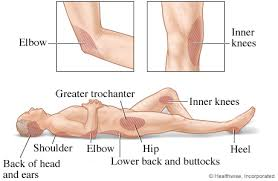 Elbow
Inner
knees
Greater trochanter
Inner knees
Shoulder
Elbow
Hip
Heel
Back of head
and ears
Lower back and buttocks
© Healthwise, Incorporated